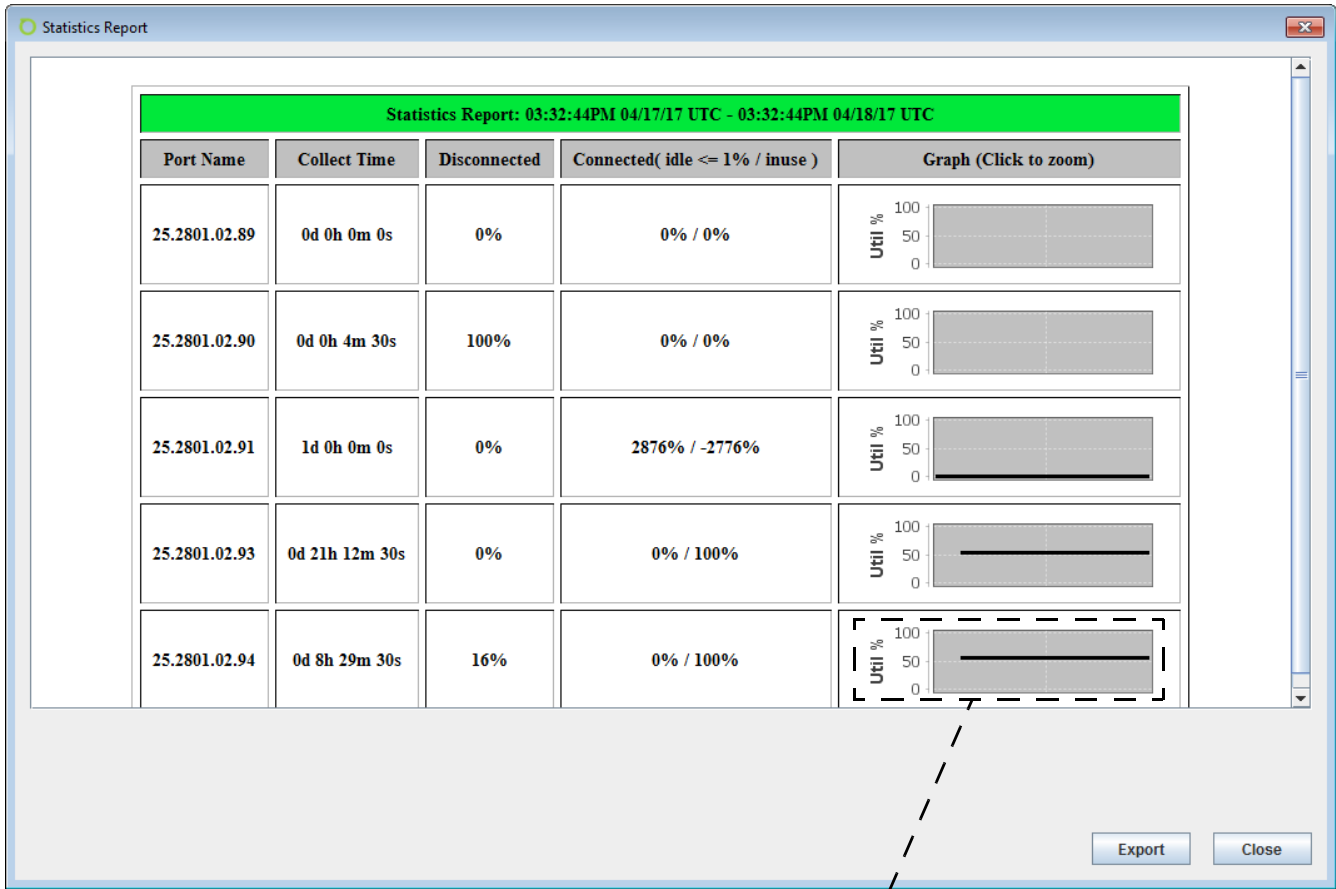 Statistics Report
Statistics Report: 03:32:44PM 04/17/17 UTC - 03:32:44PM 04/18/17 UTC
Port Name Collect Time Disconnected Connected( idle <= 1% / inuse ) Graph (Click to zoom)
25.2801.02.89 0d 0h 0m 0s 0% 0% / 0%
Util %
100
50
0
25.2801.02.90 0d 0h 4m 30s 100% 0% / 0%
Util %
100
50
0
25.2801.02.91 1d 0h 0m 0s 0% 2876% / -2776%
Util %
100
50
0
25.2801.02.93 0d 21h 12m 30s 0% 0% / 100%
Util %
100
50
0
25.2801.02.94 0d 8h 29m 30s 16% 0% / 100%
Util %
100
50
0
Export Close